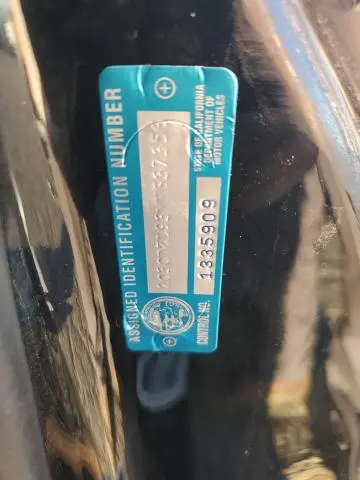 ASSIGNED IDENTIFICATION NUMBER
STATE OF CALIFORNIA
DEPARTMENT OF
MOTOR VEHICLES
CONTROL NO.
1335909